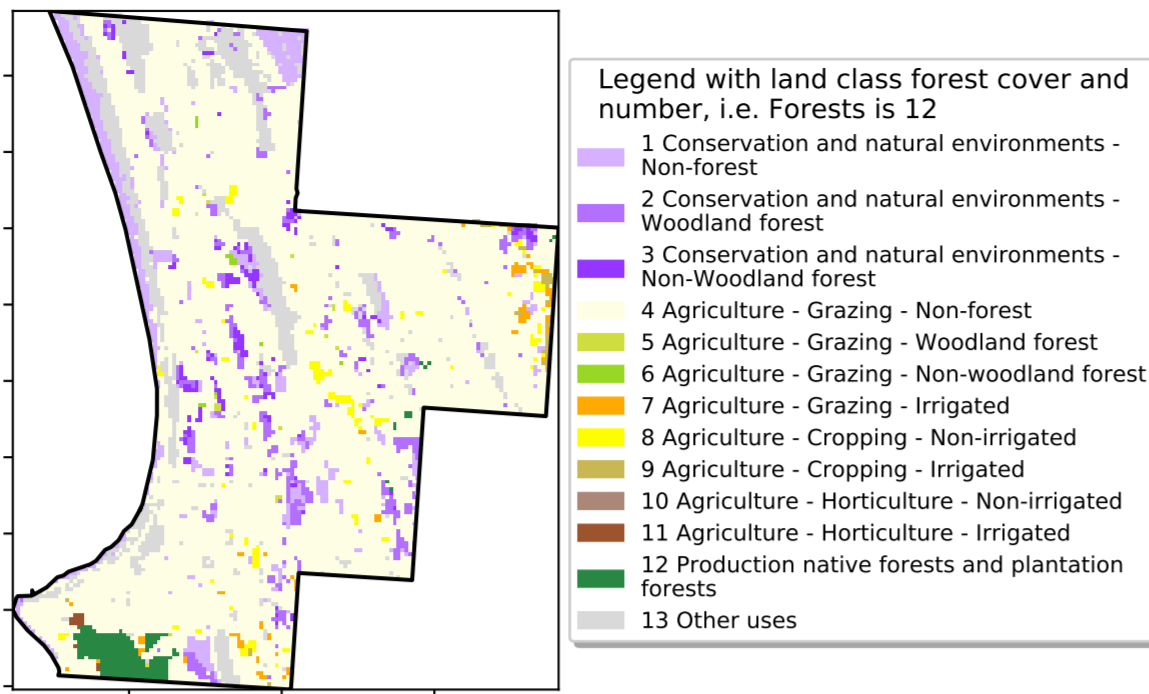 Legend with land class forest cover and
number, i.e. Forests is 12
1 Conservation and natural environments -
Non-forest
2 Conservation and natural environments -
Woodland forest
3 Conservation and natural environments -
Non-Woodland forest
4 Agriculture - Grazing - Non-forest
5 Agriculture - Grazing - Woodland forest
6 Agriculture - Grazing - Non-woodland forest
7 Agriculture - Grazing - Irrigated
8 Agriculture - Cropping - Non-irrigated
9 Agriculture - Cropping - Irrigated
10 Agriculture - Horticulture - Non-irrigated
11 Agriculture - Horticulture - Irrigated
12 Production native forests and plantation
forests
13 Other uses